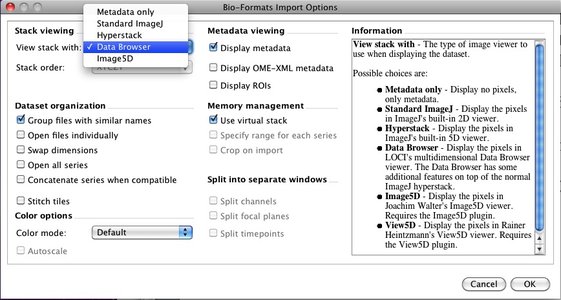 Bio-Formats Import Options
Stack viewing
Metadata only
Standard ImageJ
Hyperstack
View stack with:
Data Browser
Image5D
Stack order:
Dataset organization
Group files with similar names
Open files individually
Swap dimensions
Open all series
Concatenate series when compatible
Stitch tiles
Color options
Color mode:
Default
Autoscale
Metadata viewing
Display metadata
Display OME-XML metadata
Display ROIs
Memory management
Use virtual stack
Specify range for each series
Crop on import
Split into separate windows
Split channels
Split focal planes
Split timepoints
Information
View stack with - The type of image viewer to
use when displaying the dataset.
Possible choices are:
Metadata only - Display no pixels,
only metadata.
Standard ImageJ - Display the pixels
in ImageJ's built-in 2D viewer.
Hyperstack - Display the pixels in
ImageJ's built-in 5D viewer.
Data Browser - Display the pixels in
LOCI's multidimensional Data Browser
viewer. The Data Browser has some
additional features on top of the normal
ImageJ hyperstack.
Image5D - Display the pixels in
Joachim Walter's Image5D viewer.
Requires the Image5D plugin.
View5D - Display the pixels in Rainer
Heintzmann's View5D viewer. Requires
the View5D plugin.
Cancel
OK